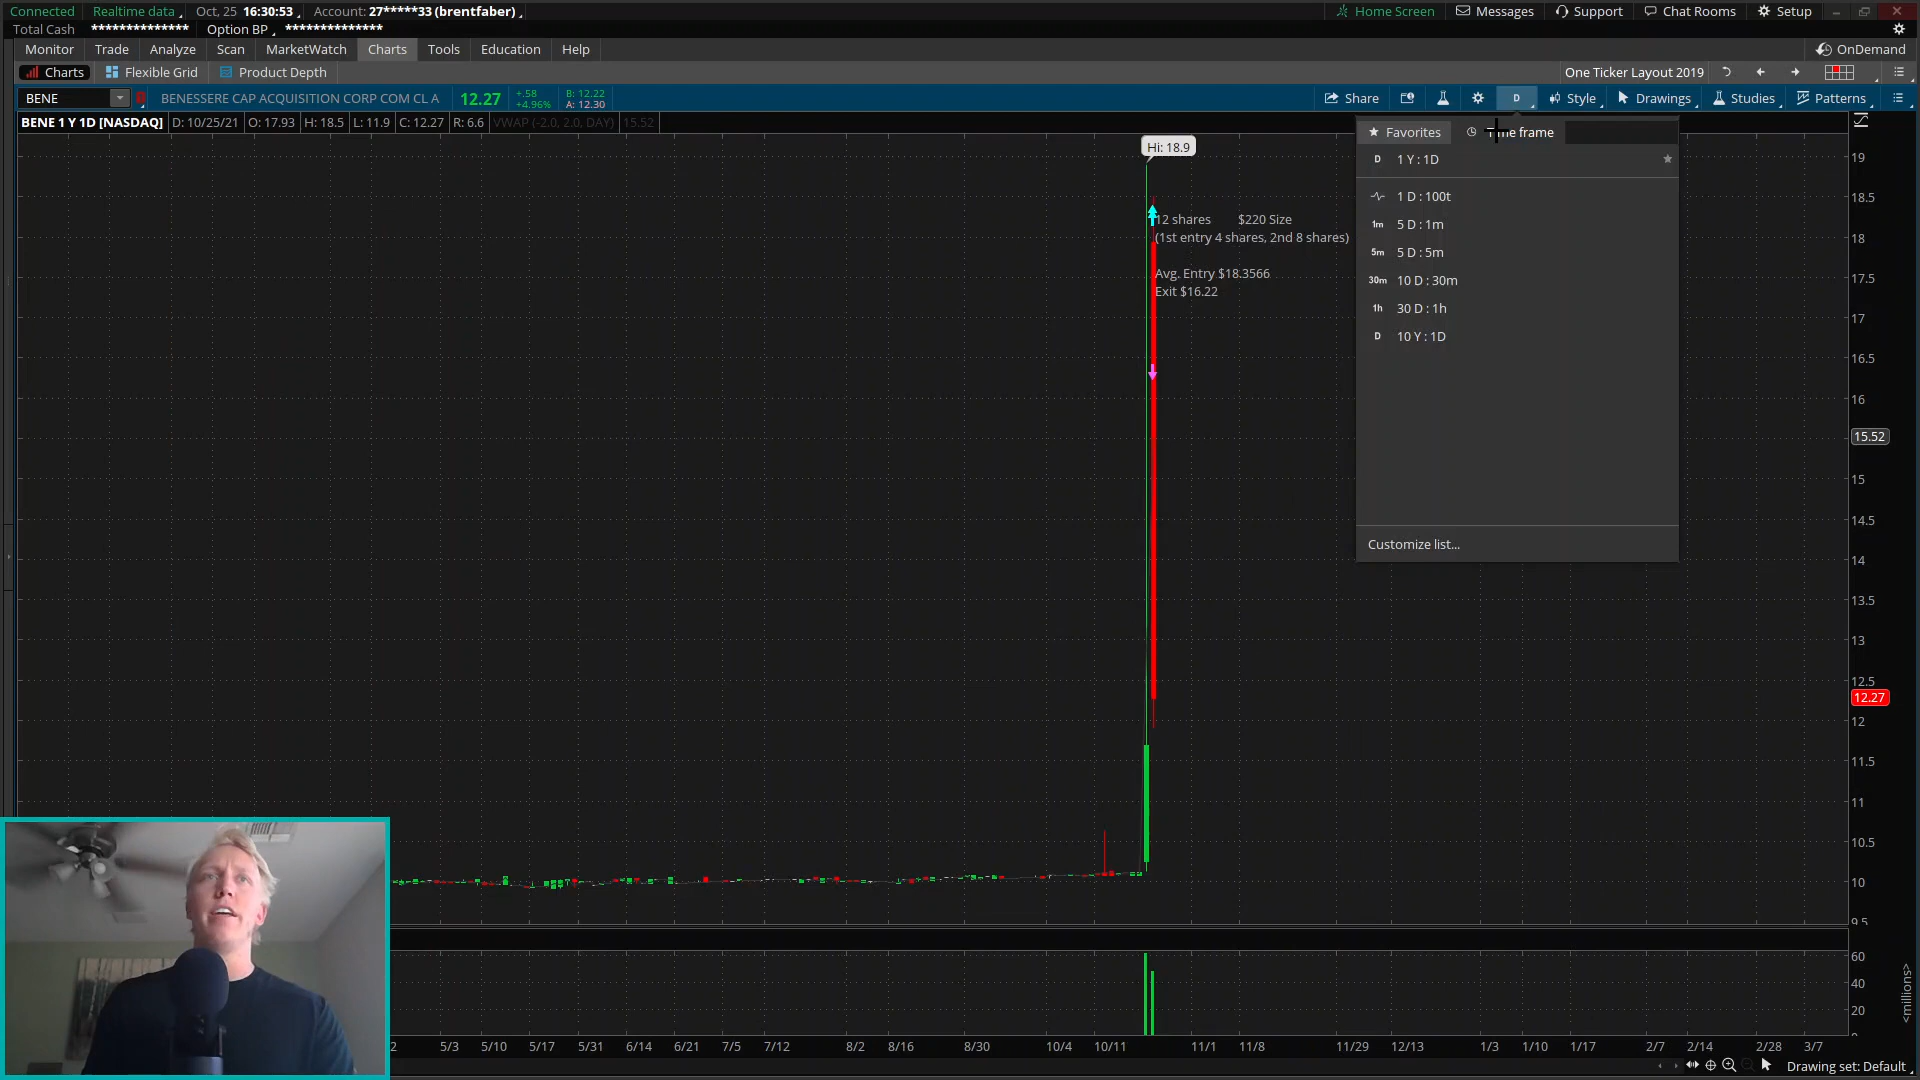 Connected Realtime data Oct, 25 16:30:53 Account: 27*****33 (brentfaber) Home Screen Messages Support Chat Rooms Setup
Total Cash ************** Option BP **************
Monitor Trade Analyze Scan MarketWatch Charts Tools Education Help OnDemand
Charts Flexible Grid Product Depth One Ticker Layout 2019
BENE BENESSERE CAP ACQUISITION CORP COM CL A 12.27 +.58 B: 12.22 Share D Style Drawings Studies Patterns
+4.96% A: 12.30
BENE 1 Y 1D [NASDAQ] D: 10/25/21 O: 17.93 H: 18.5 L: 11.9 C: 12.27 R: 6.6 VWAP (-2.0, 2.0, DAY) 15.52
Favorites Time frame
Hi: 18.9
D 1 Y : 1D
1 D : 100t
1m 5 D : 1m
5m 5 D : 5m
30m 10 D : 30m
1h 30 D : 1h
D 10 Y : 1D
Customize list...
12 shares $220 Size
(1st entry 4 shares, 2nd 8 shares)
Avg. Entry $18.3566
Exit $16.22
19
18.5
18
17.5
17
16.5
16
15.52
15
14.5
14
13.5
13
12.5
12.27
12
11.5
11
10.5
10
9.5
60
40
20
<millions>
2 5/3 5/10 5/17 5/31 6/14 6/21 7/5 7/12 8/2 8/16 8/30 10/4 10/11 11/1 11/8 11/29 12/13 1/3 1/10 1/17 2/7 2/14 2/28 3/7
Drawing set: Default